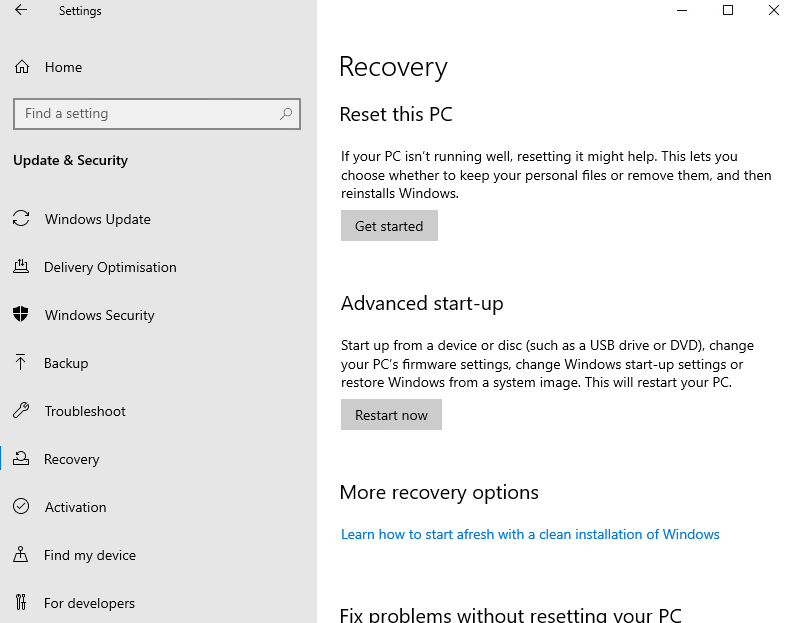 Settings
Home
Find a setting
Update & Security
Windows Update
Delivery Optimisation
Windows Security
Backup
Troubleshoot
Recovery
Activation
Find my device
For developers
Recovery
Reset this PC
If your PC isn’t running well, resetting it might help. This lets you
choose whether to keep your personal files or remove them, and then
reinstalls Windows.
Get started
Advanced start-up
Start up from a device or disc (such as a USB drive or DVD), change
your PC’s firmware settings, change Windows start-up settings or
restore Windows from a system image. This will restart your PC.
Restart now
More recovery options
Learn how to start afresh with a clean installation of Windows
Fix problems without resetting your PC